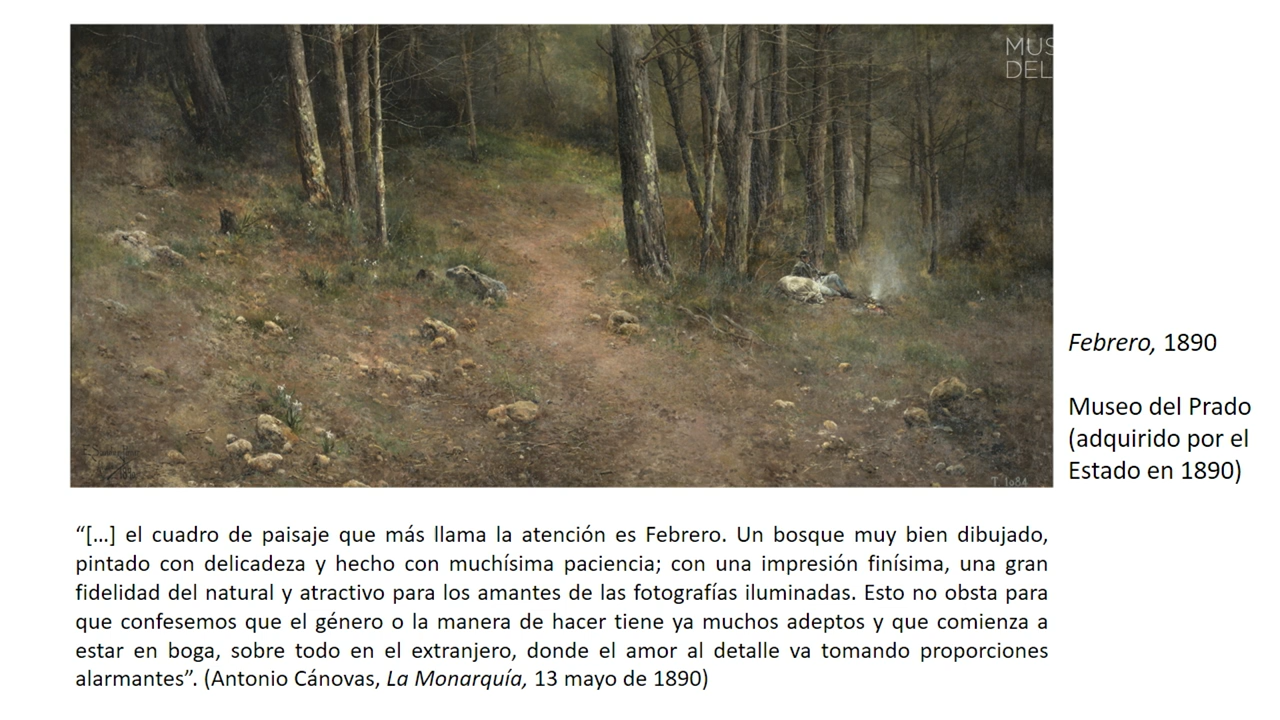 MUS
DEL
T. 1084
Febrero, 1890
Museo del Prado
(adquirido por el
Estado en 1890)
“[…] el cuadro de paisaje que más llama la atención es Febrero. Un bosque muy bien dibujado,
pintado con delicadeza y hecho con muchísima paciencia; con una impresión finísima, una gran
fidelidad del natural y atractivo para los amantes de las fotografías iluminadas. Esto no obsta para
que confesemos que el género o la manera de hacer tiene ya muchos adeptos y que comienza a
estar en boga, sobre todo en el extranjero, donde el amor al detalle va tomando proporciones
alarmantes”. (Antonio Cánovas, La Monarquía, 13 mayo de 1890)